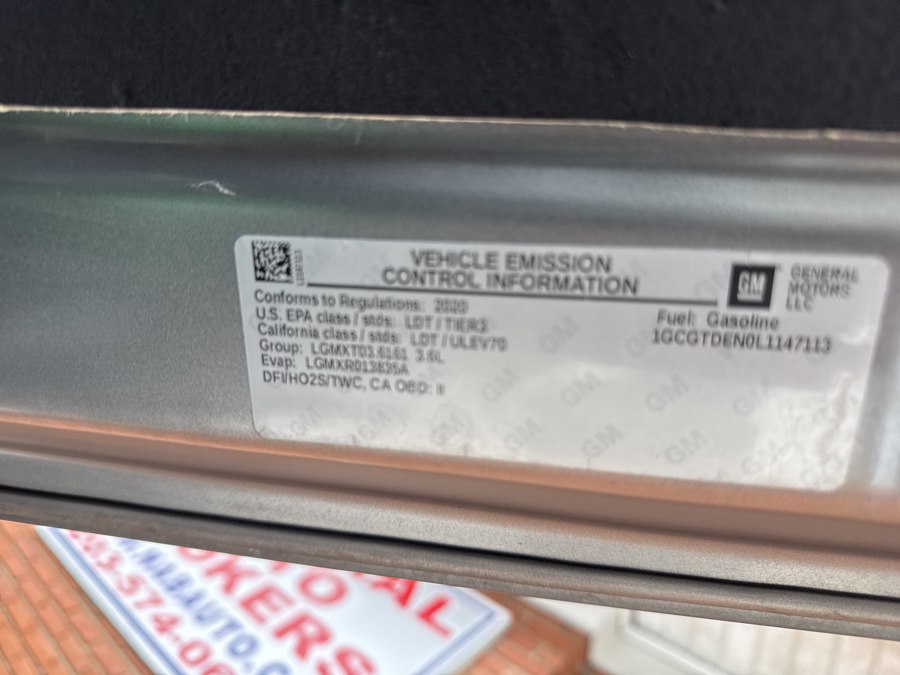 VEHICLE EMISSION
CONTROL INFORMATION
GM
GENERAL
MOTORS
LLC
Conforms to Regulations: 2020
U.S. EPA class / stds: LDT / TIER3
California class / stds: LDT / ULEV70
Group: LGMXT03.6161 3.6L
Evap: LGMXR013835A
DFI/HO2S/TWC, CA OBD: II
Fuel: Gasoline
1GCGTDEN0L1147113